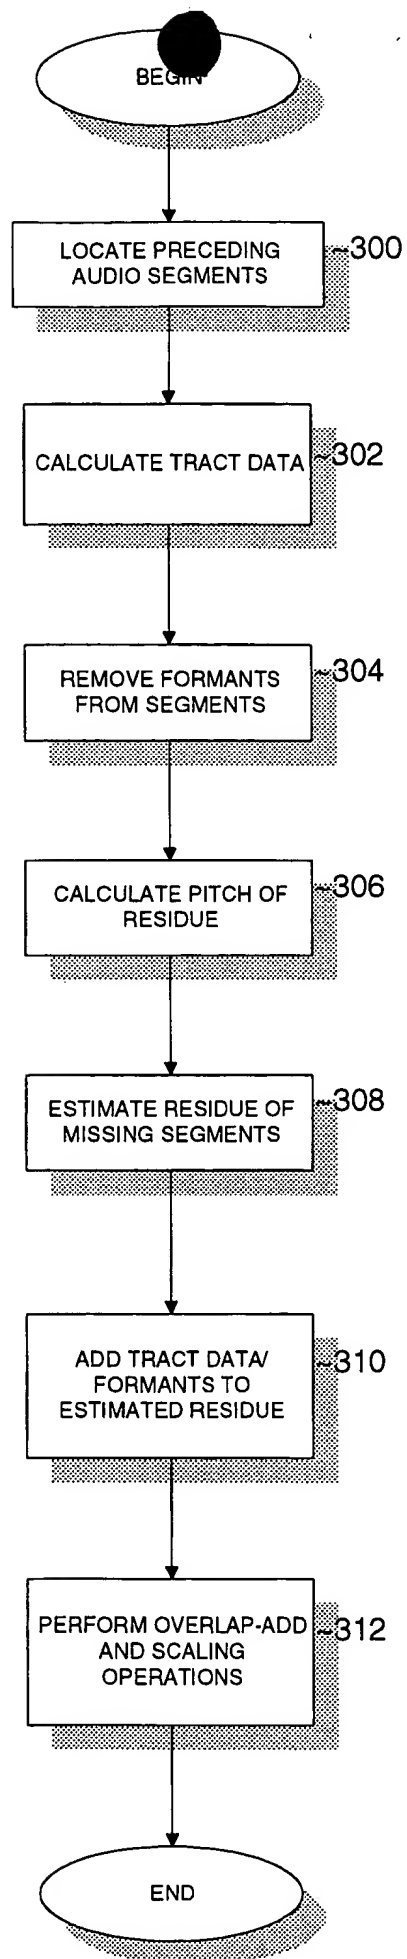 BEGIN
LOCATE PRECEDING
AUDIO SEGMENTS
~300
CALCULATE TRACT DATA
~302
REMOVE FORMANTS
FROM SEGMENTS
~304
CALCULATE PITCH OF
RESIDUE
~306
ESTIMATE RESIDUE OF
MISSING SEGMENTS
~308
ADD TRACT DATA/
FORMANTS TO
ESTIMATED RESIDUE
~310
PERFORM OVERLAP-ADD
AND SCALING
OPERATIONS
~312
END